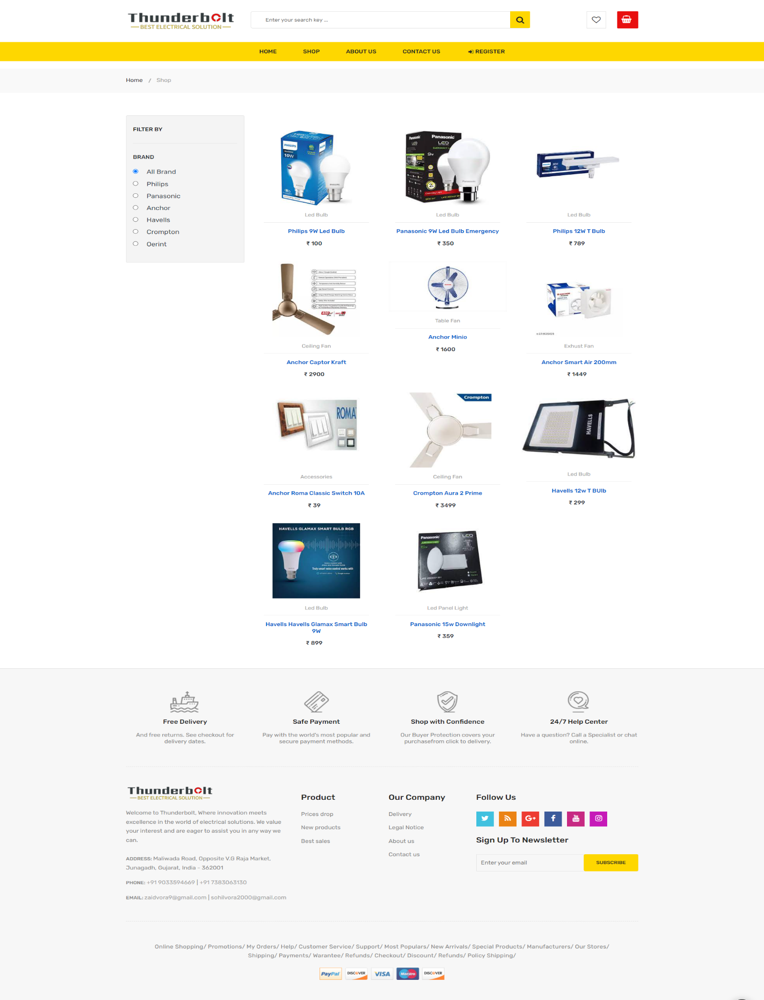 Thunderbolt
BEST ELECTRICAL SOLUTION
Enter your search key ...
HOME
SHOP
ABOUT US
CONTACT US
REGISTER
Home / Shop
FILTER BY
BRAND
All Brand
Philips
Panasonic
Anchor
Havells
Crompton
Oerint
PHILIPS
10W
PHILIPS
Led Bulb
Philips 9W Led Bulb
₹ 100
Panasonic
Panasonic
LED
LED
9w
Panasonic
Led Bulb
Panasonic 9W Led Bulb Emergency
₹ 350
Led Bulb
Philips 12W T Bulb
₹ 789
400
Ceiling Fan
Anchor Captor Kraft
₹ 2900
Table Fan
Anchor Minio
₹ 1600
ANCHOR
Exhust Fan
Anchor Smart Air 200mm
₹ 1449
ROMA
Accessories
Anchor Roma Classic Switch 10A
₹ 39
Crompton
Ceiling Fan
Crompton Aura 2 Prime
₹ 3499
HAVELLS
Led Bulb
Havells 12w T BUlb
₹ 299
HAVELLS GLAMAX SMART BULB RGB
Voice control with
Alexa and Google Home
Truly smart voice control works with
Led Bulb
Havells Havells Glamax Smart Bulb
9W
₹ 899
Panasonic
LED
Led Panel Light
Panasonic 15w Downlight
₹ 359
Free Delivery
And free returns. See checkout for
delivery dates.
Safe Payment
Pay with the world's most popular and
secure payment methods.
Shop with Confidence
Our Buyer Protection covers your
purchasefrom click to delivery.
24/7 Help Center
Have a question? Call a Specialist or chat
online.
Thunderbolt
BEST ELECTRICAL SOLUTION
Welcome to Thunderbolt, Where innovation meets
excellence in the world of electrical solutions. We value
your interest and are eager to assist you in any way we
can.
ADDRESS: Maliwada Road, Opposite V.G Raja Market,
Junagadh, Gujarat, India - 362001
PHONE: +91 9033594669 | +91 7383063130
EMAIL: zaidvora9@gmail.com | sohilvora2000@gmail.com
Product
Prices drop
New products
Best sales
Our Company
Delivery
Legal Notice
About us
Contact us
Follow Us
G+
f
You Tube
Sign Up To Newsletter
Enter your email
SUBSCRIBE
Online Shopping/ Promotions/ My Orders/ Help/ Customer Service/ Support/ Most Populars/ New Arrivals/ Special Products/ Manufacturers/ Our Stores/
Shipping/ Payments/ Warantee/ Refunds/ Checkout/ Discount/ Refunds/ Policy Shipping/
PayPal
DISCOVER
VISA
Maestro
DISCOVER